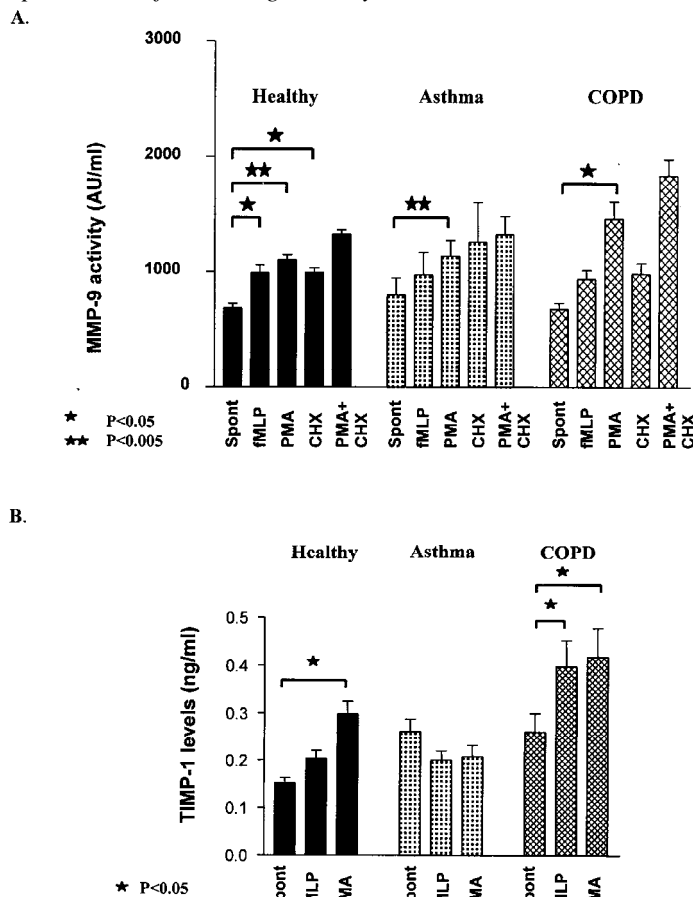 A.
3000
Healthy Asthma COPD
2000
1000
0
MMP-9 activity (AU/ml)
Spont fMLP PMA CHX PMA+ CHX Spont fMLP PMA CHX PMA+ CHX Spont fMLP PMA CHX PMA+ CHX
★ P<0.05
★★ P<0.005
B.
Healthy Asthma COPD
0.5
0.4
0.3
0.2
0.1
0.0
TIMP-1 levels (ng/ml)
★ P<0.05